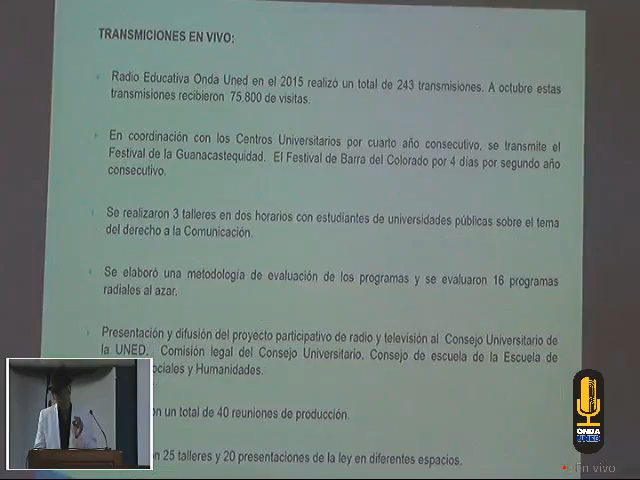 TRANSMICIONES EN VIVO:
Radio Educativa Onda Uned en el 2015 realizó un total de 243 transmisiones. A octubre estas
transmisiones recibieron 75.800 de visitas.
En coordinación con los Centros Universitarios por cuarto año consecutivo, se transmite el
Festival de la Guanacastequidad. El Festival de Barra del Colorado por 4 días por segundo año
consecutivo.
Se realizaron 3 talleres en dos horarios con estudiantes de universidades públicas sobre el tema
del derecho a la Comunicación.
Se elaboró una metodología de evaluación de los programas y se evaluaron 16 programas
radiales al azar.
Presentación y difusión del proyecto participativo de radio y televisión al Consejo Universitario de
la UNED. Comisión legal del Consejo Universitario. Consejo de escuela de la Escuela de
ociales y Humanidades.
on un total de 40 reuniones de producción.
on 25 talleres y 20 presentaciones de la ley en diferentes espacios.
ONDA
UNED
En vivo